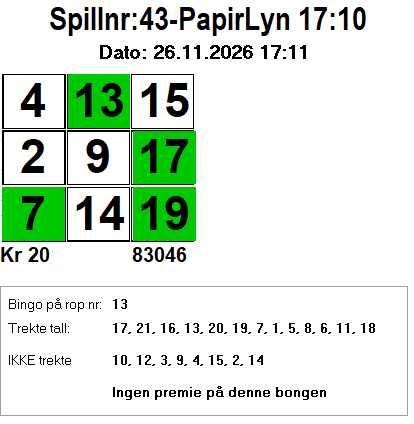 Spillnr:43-PapirLyn 17:10
Dato: 26.11.2026 17:11
4 13 15
2 9 17
7 14 19
Kr 20 83046
Bingo på rop nr: 13
Trekte tall: 17, 21, 16, 13, 20, 19, 7, 1, 5, 8, 6, 11, 18
IKKE trekte 10, 12, 3, 9, 4, 15, 2, 14
Ingen premie på denne bongen